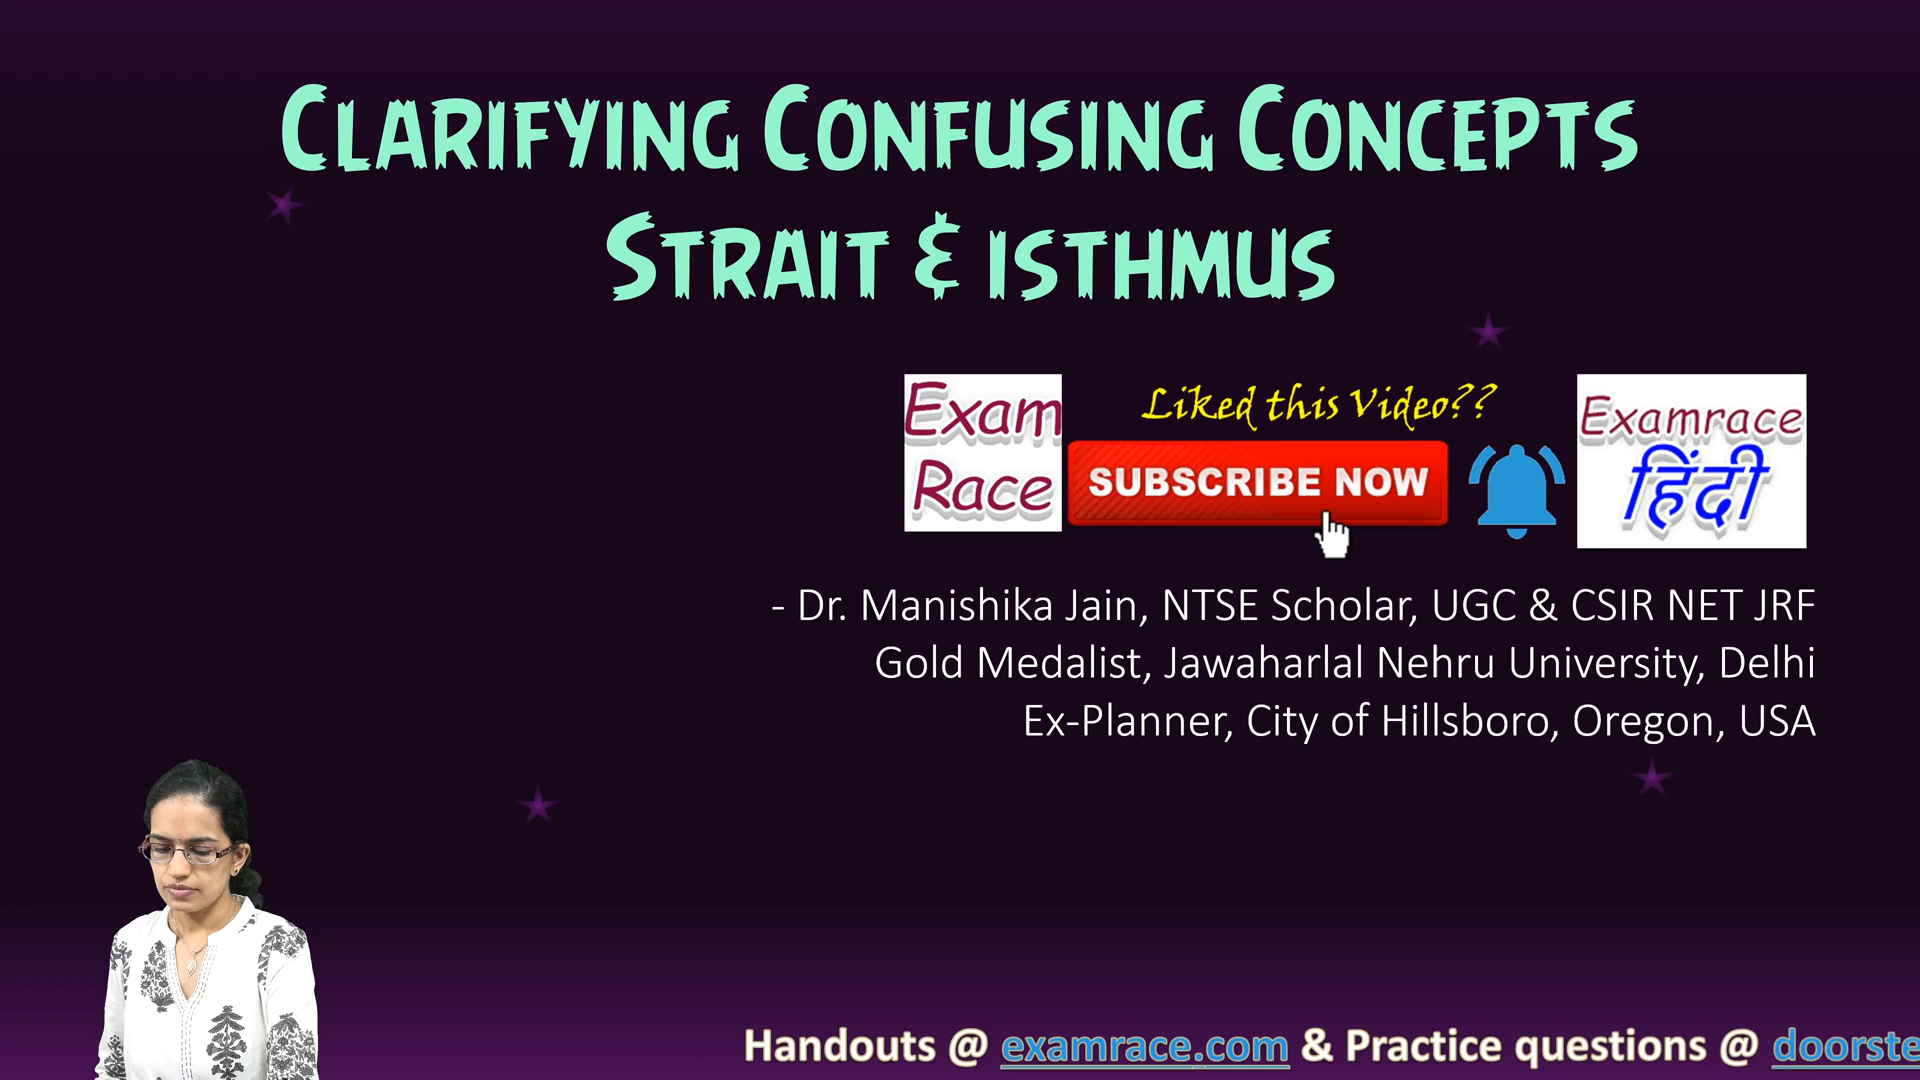 Clarifying Confusing Concepts
Strait & isthmus
Liked this Video??
Exam
Race
SUBSCRIBE NOW
Examrace
हिंदी
- Dr. Manishika Jain, NTSE Scholar, UGC & CSIR NET JRF
Gold Medalist, Jawaharlal Nehru University, Delhi
Ex-Planner, City of Hillsboro, Oregon, USA
Handouts @ examrace.com & Practice questions @ doorste